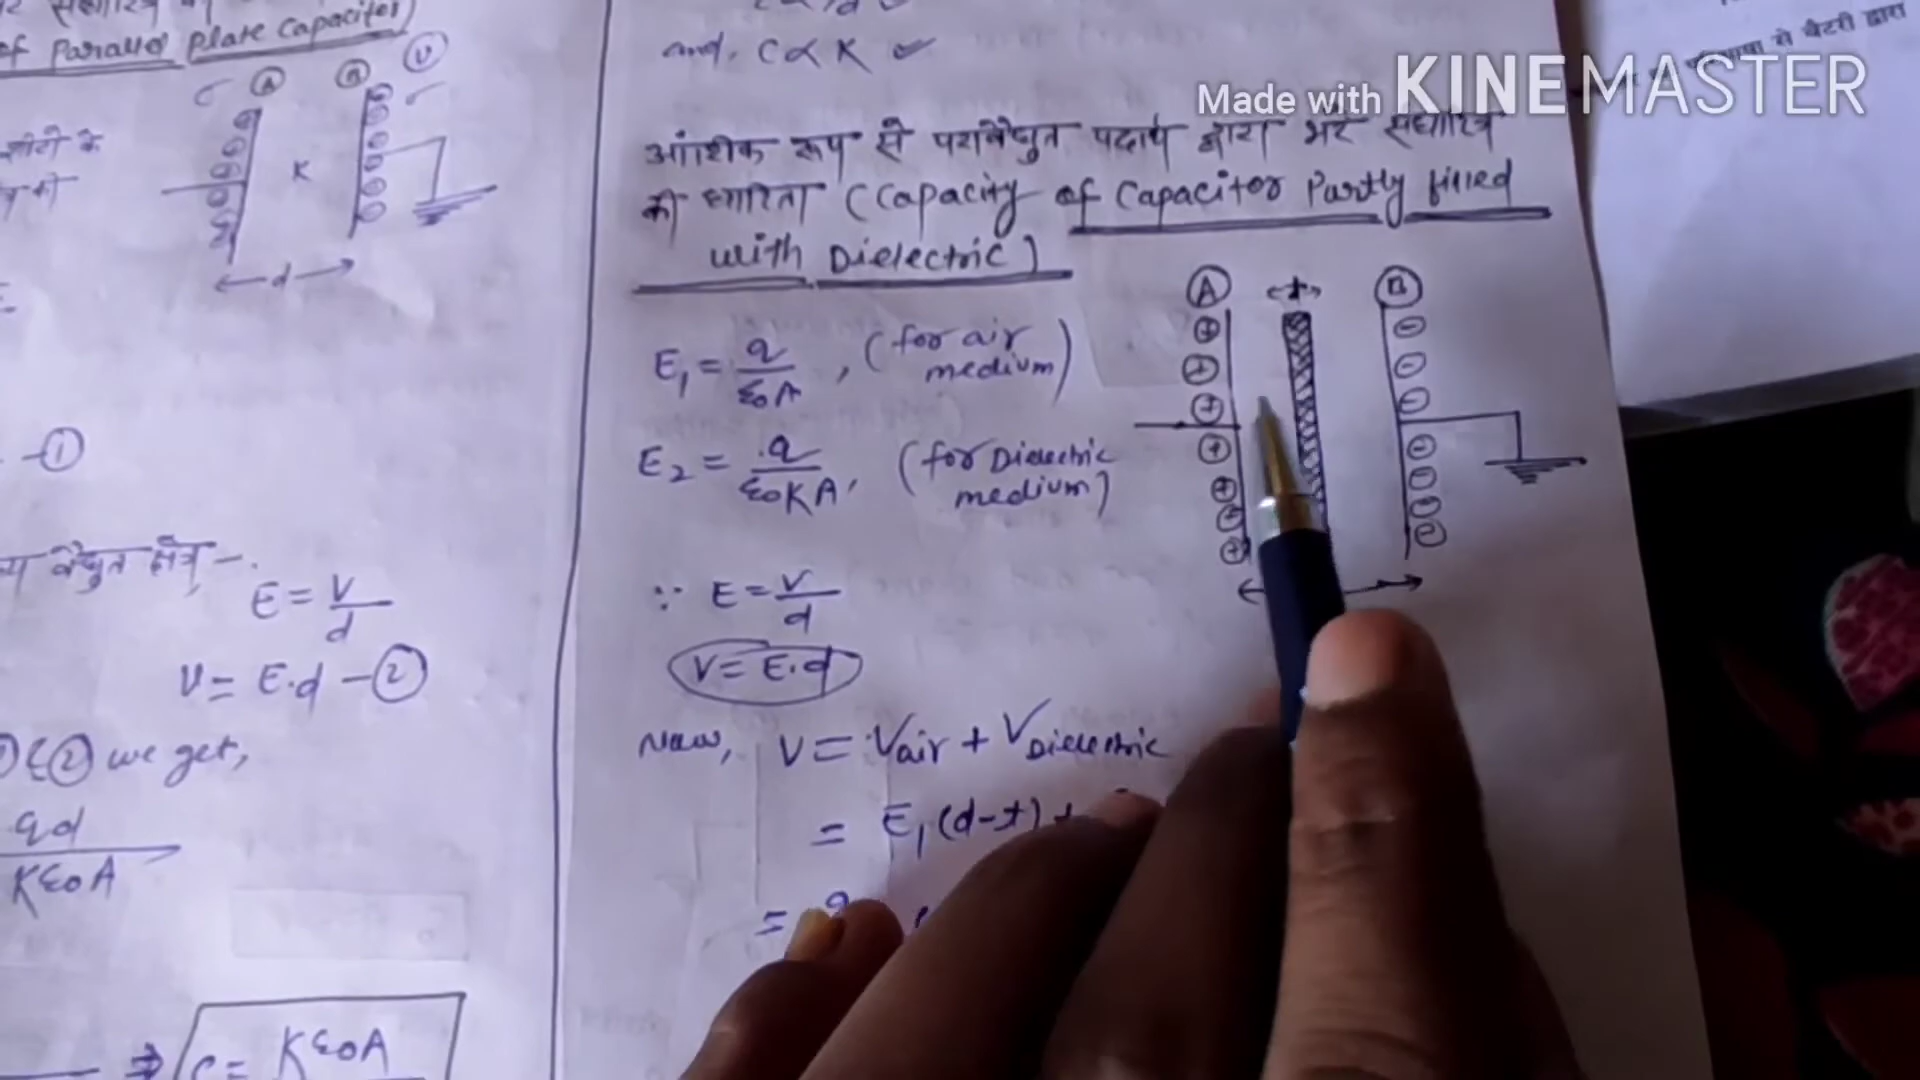 of Parallel Plate Capacitor)
A B V
K
d
①
E = V/d
V = E.d – ②
② we get,
qd/Kε₀A
⇒ C = Kε₀A
and, C ∝ K ✓
आंशिक रूप से परावैद्युत पदार्थ द्वारा भरे संधारित्र
की धारिता (Capacity of Capacitor Partly filled
with Dielectric)
E₁ = q/ε₀A , (for air medium)
E₂ = q/ε₀KA , (for Dielectric medium)
∵ E = V/d
V = E.d
Now, V = Vair + VDielectric
= E₁(d-t) +
A t B
Made with KINEMASTER
से बैटरी द्वारा